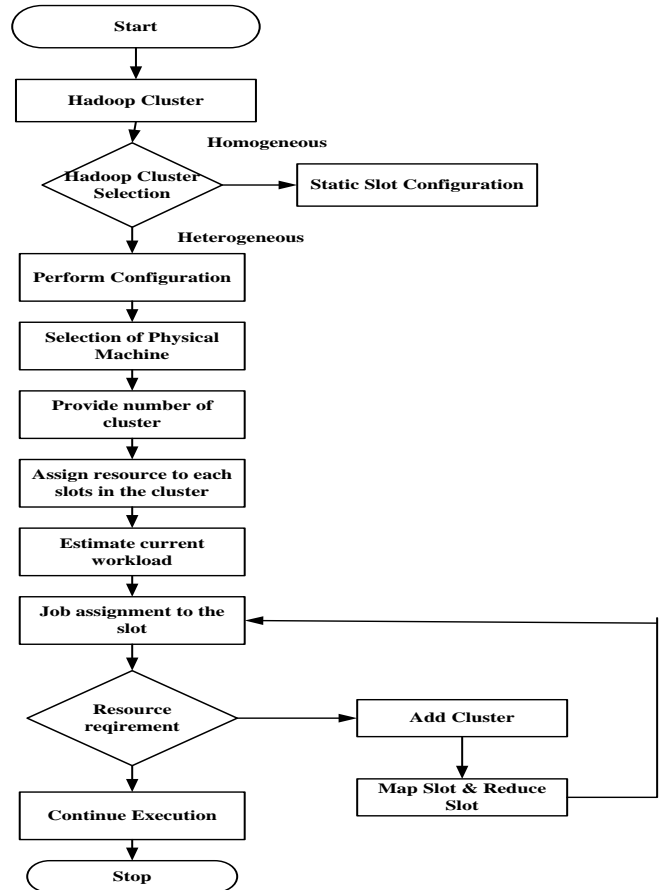 Start
Hadoop Cluster
Homogeneous
Hadoop Cluster
Selection
Static Slot Configuration
Heterogeneous
Perform Configuration
Selection of Physical
Machine
Provide number of
cluster
Assign resource to each
slots in the cluster
Estimate current
workload
Job assignment to the
slot
Resource
reqirement
Add Cluster
Map Slot & Reduce
Slot
Continue Execution
Stop